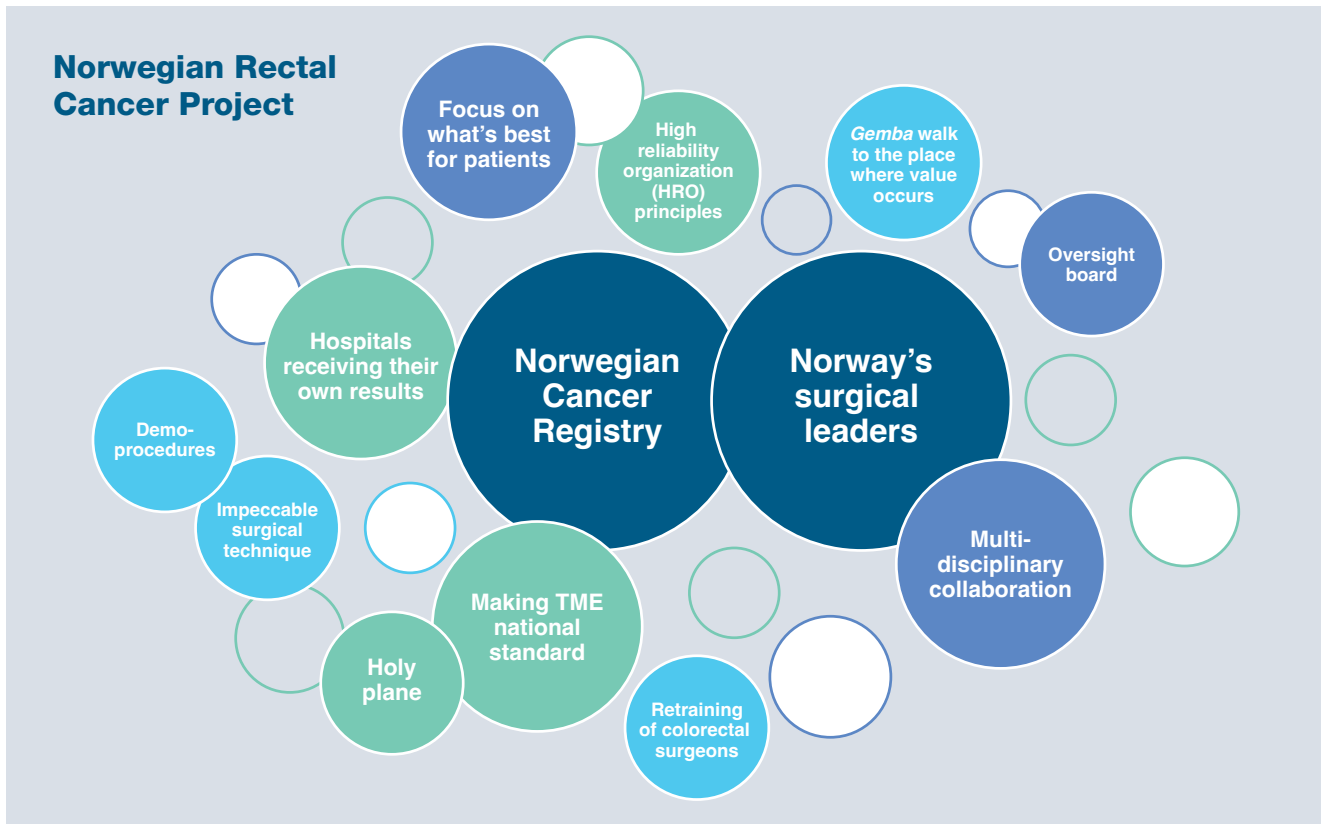 Norwegian Rectal
Cancer Project
Focus on
what's best
for patients
High
reliability
organization
(HRO)
principles
Gemba walk
to the place
where value
occurs
Oversight
board
Hospitals
receiving their
own results
Norwegian
Cancer
Registry
Norway's
surgical
leaders
Demo-
procedures
Impeccable
surgical
technique
Multi-
disciplinary
collaboration
Making TME
national
standard
Holy
plane
Retraining
of colorectal
surgeons